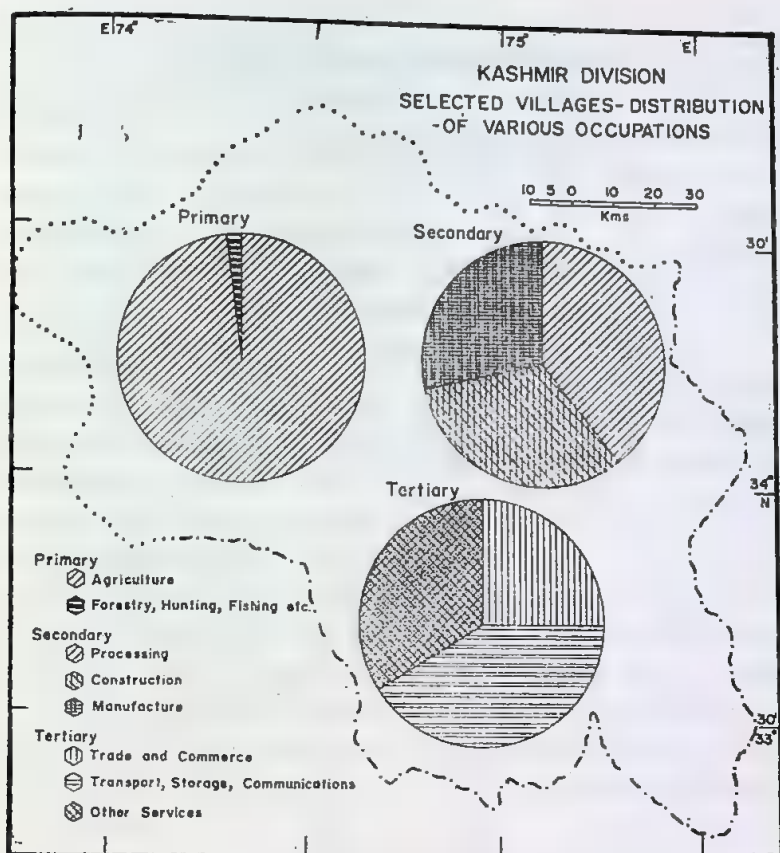 E 74°
75°
E
KASHMIR DIVISION
SELECTED VILLAGES-DISTRIBUTION
-OF VARIOUS OCCUPATIONS
10 5 0 10 20 30
Kms
Primary
Secondary
30'
34°
N
Tertiary
Primary
Agriculture
Forestry, Hunting, Fishing etc.
Secondary
Processing
Construction
Manufacture
Tertiary
Trade and Commerce
Transport, Storage, Communications
Other Services
30'
33°